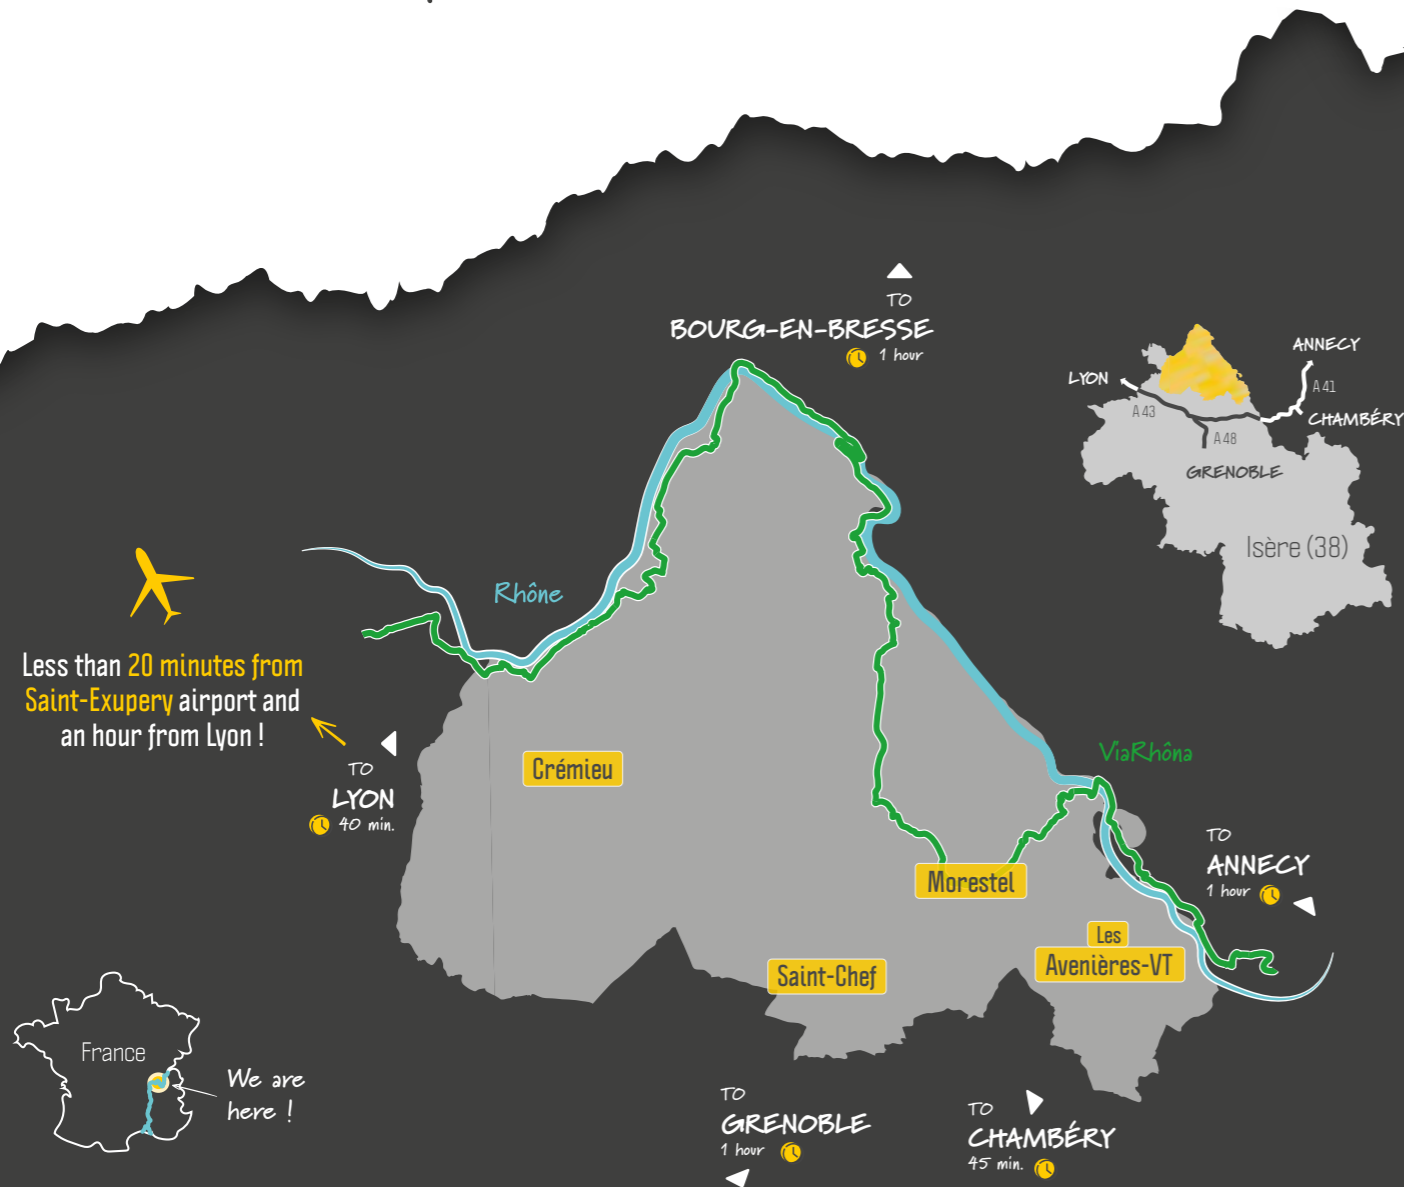 TO
BOURG-EN-BRESSE
1 hour
ANNECY
LYON
A 41
A 43
CHAMBÉRY
A 48
GRENOBLE
Isère (38)
Rhône
Less than 20 minutes from
Saint-Exupery airport and
an hour from Lyon !
TO
LYON
40 min.
Crémieu
ViaRhôna
TO
ANNECY
1 hour
Morestel
Les
Avenières-VT
Saint-Chef
France
We are
here !
TO
GRENOBLE
1 hour
TO
CHAMBÉRY
45 min.